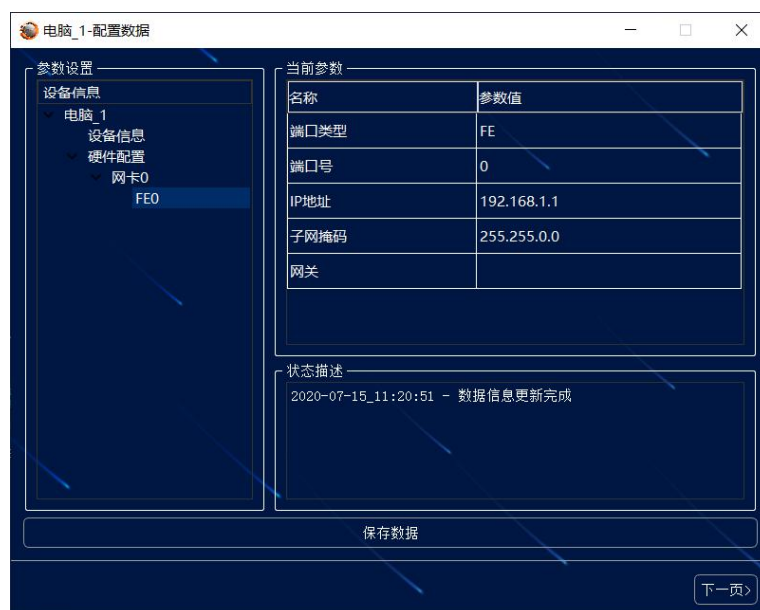 电脑_1-配置数据
参数设置
设备信息
电脑_1
设备信息
硬件配置
网卡0
FE0
当前参数
名称 参数值
端口类型 FE
端口号 0
IP地址 192.168.1.1
子网掩码 255.255.0.0
网关
状态描述
2020-07-15_11:20:51 - 数据信息更新完成
保存数据
下一页>